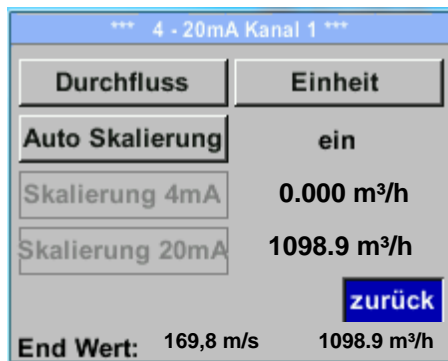 *** 4 - 20mA Kanal 1 ***
Durchfluss Einheit
Auto Skalierung ein
Skalierung 4mA 0.000 m³/h
Skalierung 20mA 1098.9 m³/h
zurück
End Wert: 169,8 m/s 1098.9 m³/h